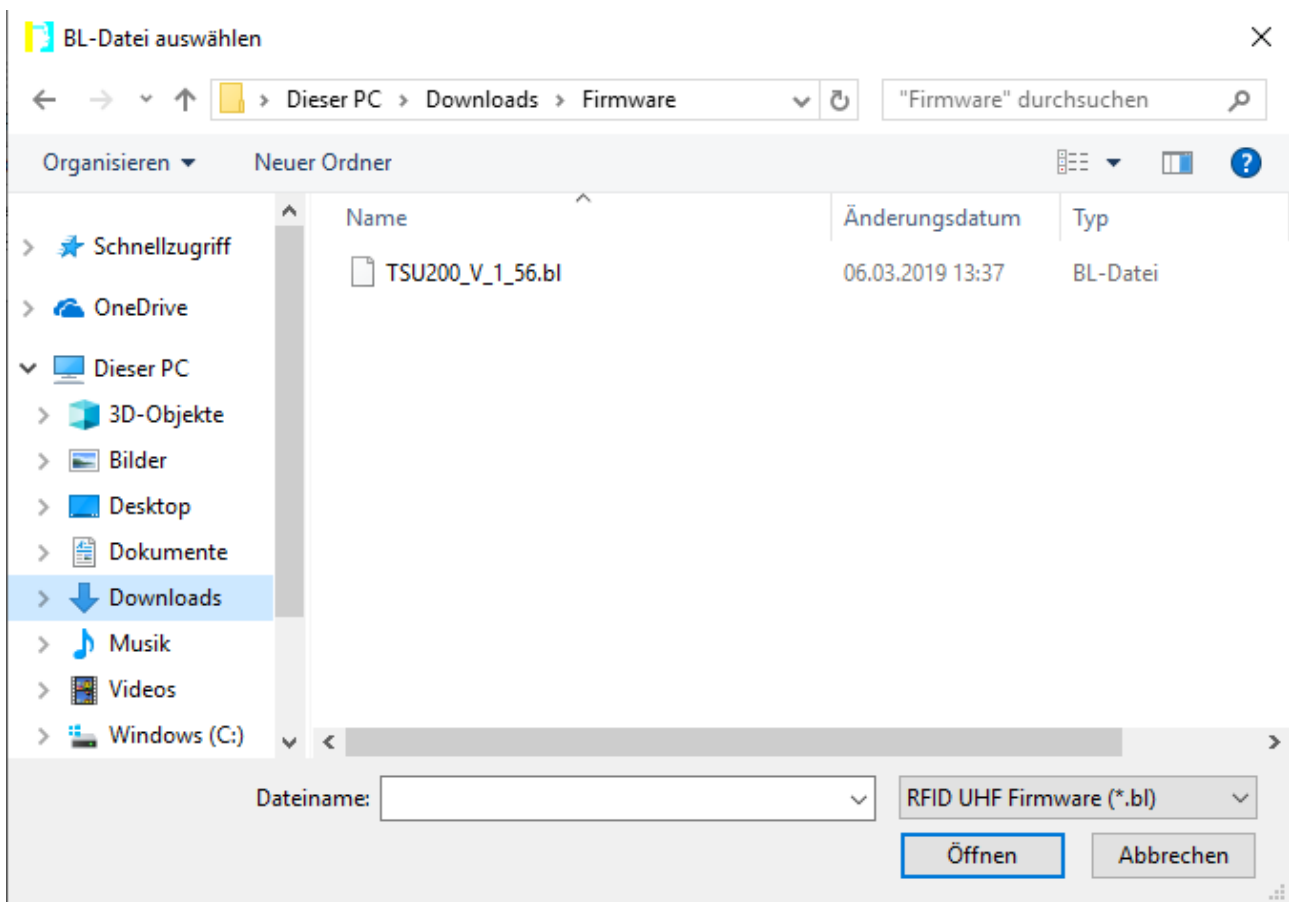 BL-Datei auswählen
Dieser PC > Downloads > Firmware
"Firmware" durchsuchen
Organisieren
Neuer Ordner
Name
Änderungsdatum
Typ
Schnellzugriff
OneDrive
Dieser PC
3D-Objekte
Bilder
Desktop
Dokumente
Downloads
Musik
Videos
Windows (C:)
TSU200_V_1_56.bl
06.03.2019 13:37
BL-Datei
Dateiname:
RFID UHF Firmware (*.bl)
Öffnen
Abbrechen